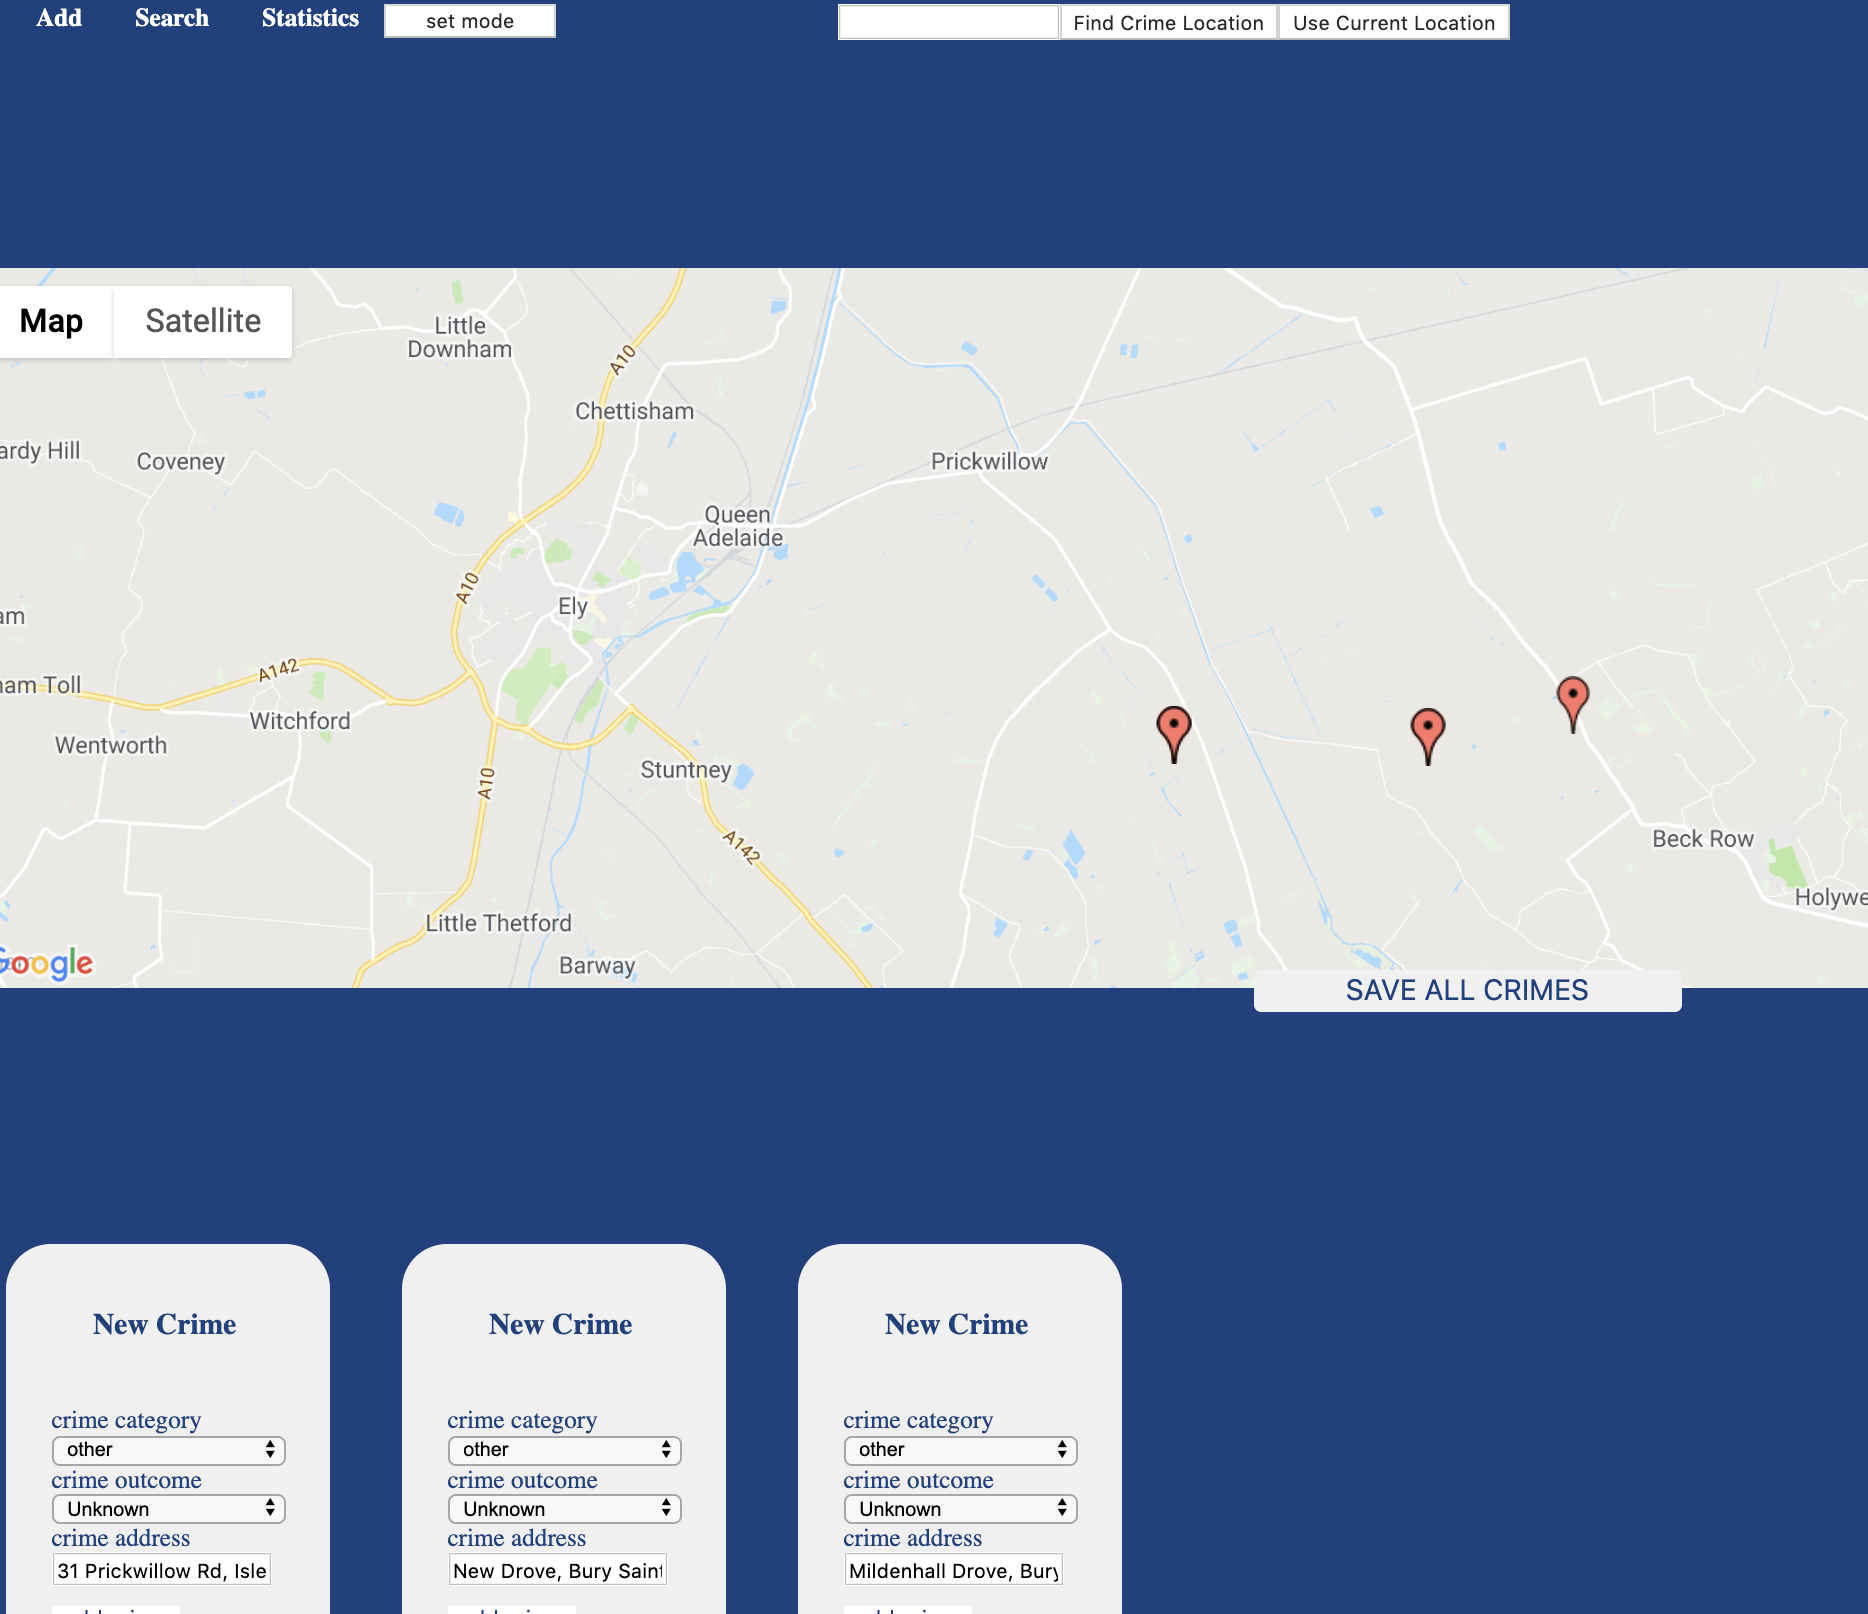 Add Search Statistics set mode Find Crime Location Use Current Location
Map Satellite
Little
Downham
A10
Chettisham
ardy Hill
Coveney
Prickwillow
Queen
Adelaide
A10
Ely
am
ham Toll
A142
Witchford
Wentworth
Stuntney
A10
A142
Beck Row
Holywe
Little Thetford
Barway
Google
SAVE ALL CRIMES
New Crime
crime category
other
crime outcome
Unknown
crime address
31 Prickwillow Rd, Isle
New Crime
crime category
other
crime outcome
Unknown
crime address
New Drove, Bury Saint
New Crime
crime category
other
crime outcome
Unknown
crime address
Mildenhall Drove, Bury